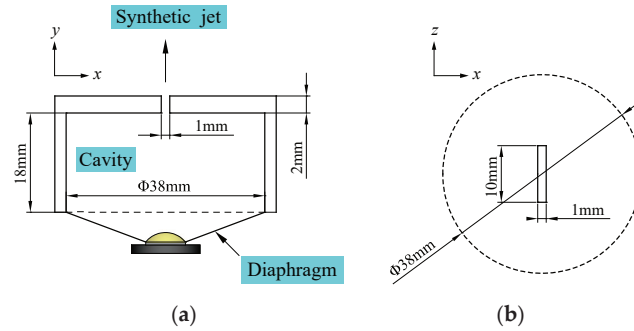 Synthetic jet
y
x
1mm
2mm
18mm
Cavity
Φ38mm
Diaphragm
(a)
z
x
10mm
1mm
Φ38mm
(b)